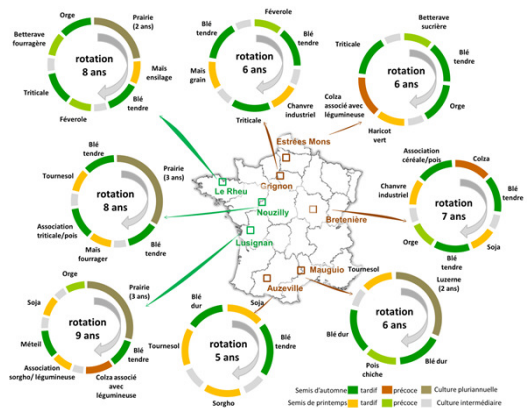 Orge
Prairie
(2 ans)
Betterave
fourragère
rotation
8 ans
Maïs
ensilage
Triticale
Blé
tendre
Féverole
Féverole
Blé
tendre
Blé
tendre
rotation
6 ans
Maïs
grain
Chanvre
industriel
Triticale
Betterave
sucrière
Triticale
Blé
tendre
rotation
6 ans
Colza
associé avec
légumineuse
Orge
Haricot
vert
Estrées Mons
Le Rheu
Grignon
Nouzilly
Bretenière
Lusignan
Mauguio
Auzeville
Blé
tendre
Prairie
(3 ans)
Tournesol
rotation
8 ans
Association
triticale/pois
Maïs
fourrager
Blé
tendre
Association
céréale/pois
Colza
Chanvre
industriel
Blé
tendre
rotation
7 ans
Orge
Soja
Blé
tendre
Orge
Prairie
(3 ans)
Soja
rotation
9 ans
Méteil
Blé
tendre
Association
sorgho/ légumineuse
Colza associé
avec
légumineuse
Soja
Blé
dur
Tournesol
rotation
5 ans
Blé
tendre
Sorgho
Tournesol
Luzerne
(2 ans)
rotation
6 ans
Blé dur
Pois
chiche
Blé dur
Semis d'automne tardif précoce Culture pluriannuelle
Semis de printemps tardif précoce Culture intermédiaire